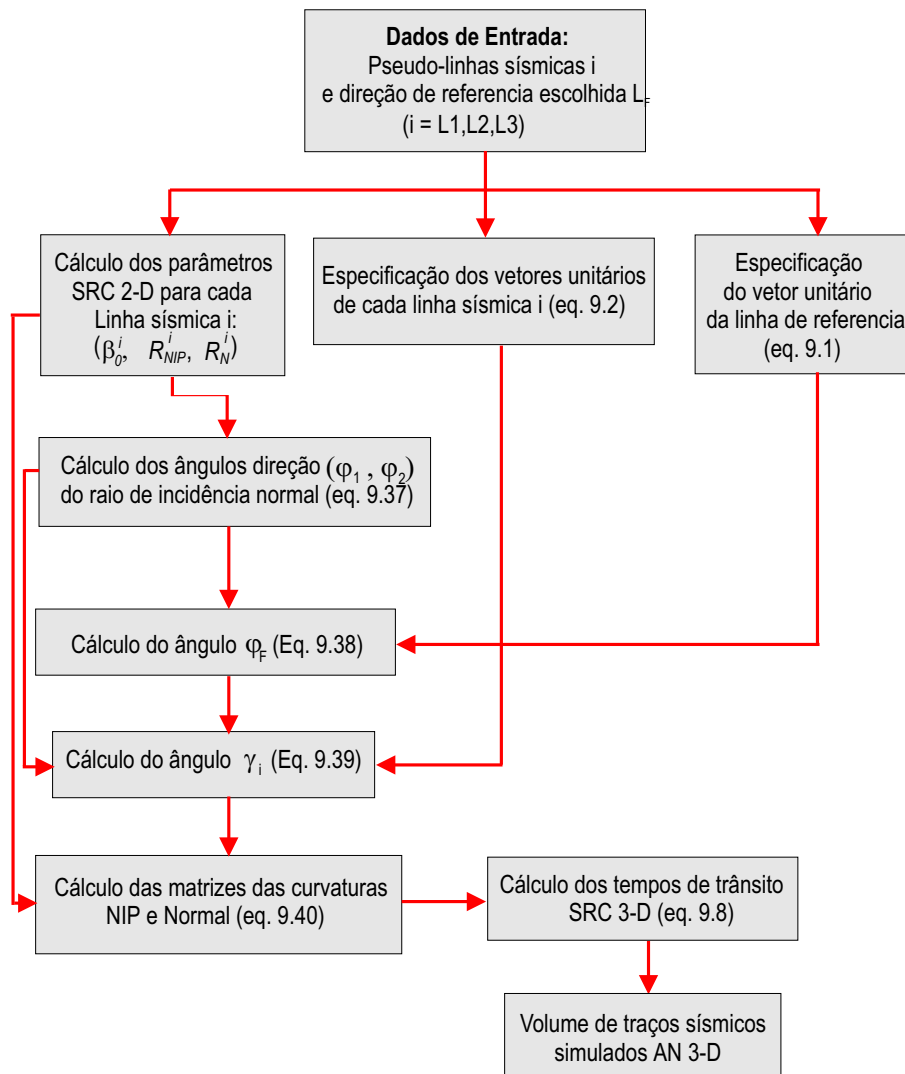 Dados de Entrada:
Pseudo-linhas sísmicas i
e direção de referencia escolhida L_F
(i = L1,L2,L3)
Cálculo dos parâmetros
SRC 2-D para cada
Linha sísmica i:
(β₀ⁱ, R_NIPⁱ, R_Nⁱ)
Especificação dos vetores unitários
de cada linha sísmica i (eq. 9.2)
Especificação
do vetor unitário
da linha de referencia
(eq. 9.1)
Cálculo dos ângulos direção (φ₁ , φ₂)
do raio de incidência normal (eq. 9.37)
Cálculo do ângulo φ_F (Eq. 9.38)
Cálculo do ângulo γ_i (Eq. 9.39)
Cálculo das matrizes das curvaturas
NIP e Normal (eq. 9.40)
Cálculo dos tempos de trânsito
SRC 3-D (eq. 9.8)
Volume de traços sísmicos
simulados AN 3-D